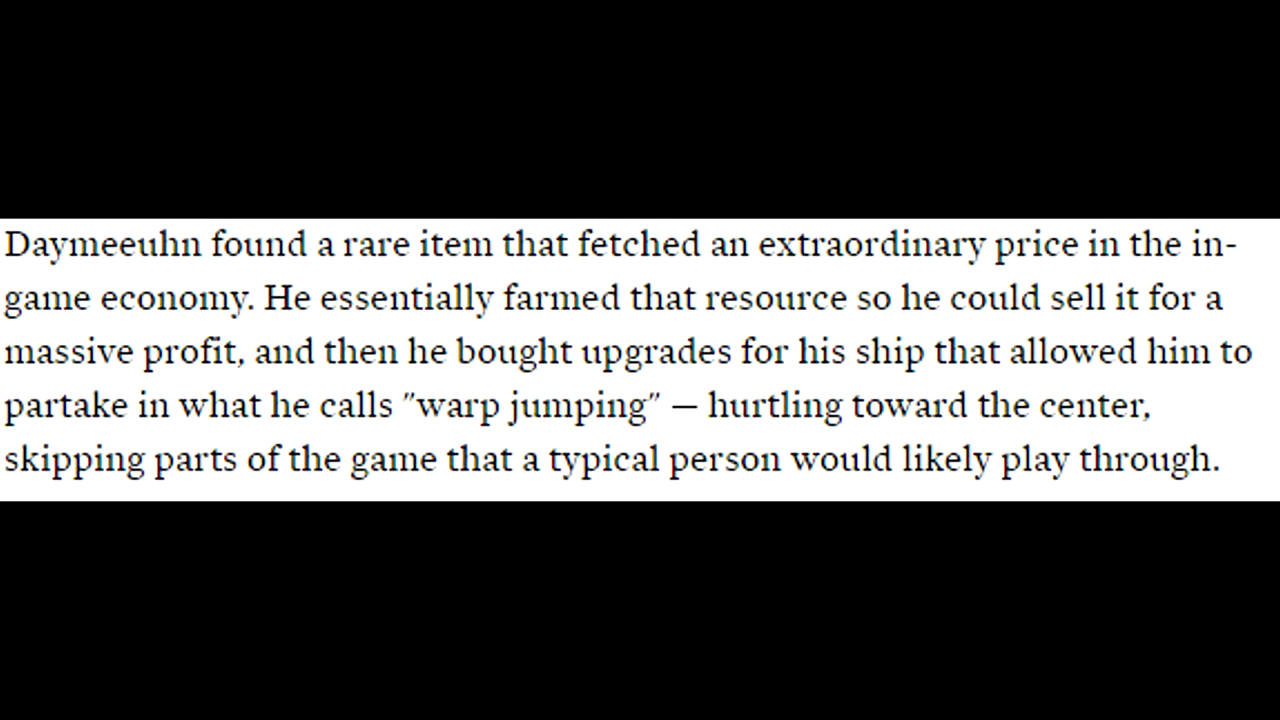 Daymeeuhn found a rare item that fetched an extraordinary price in the in-
game economy. He essentially farmed that resource so he could sell it for a
massive profit, and then he bought upgrades for his ship that allowed him to
partake in what he calls "warp jumping" — hurtling toward the center,
skipping parts of the game that a typical person would likely play through.